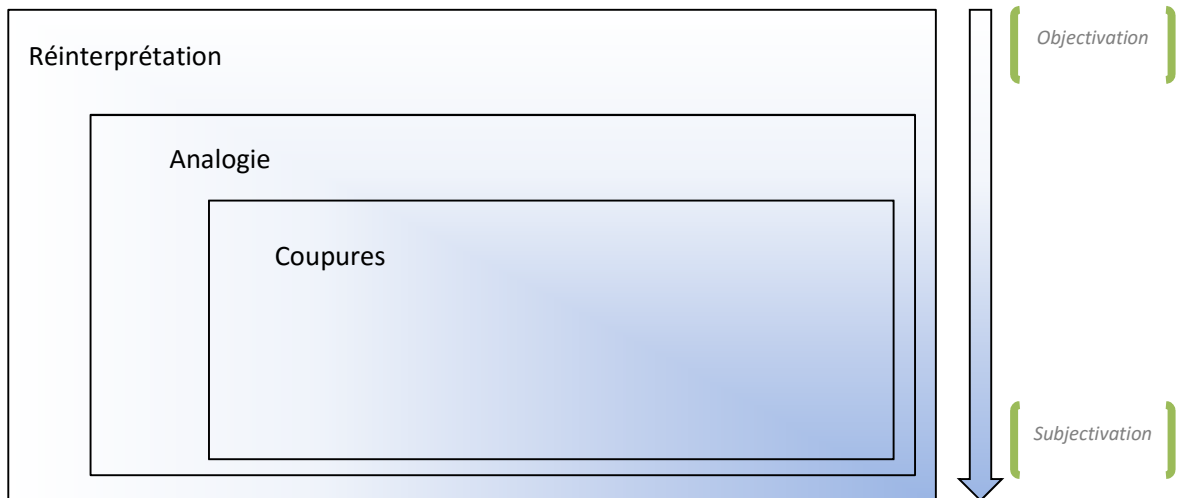 Réinterprétation
Objectivation
Analogie
Coupures
Subjectivation